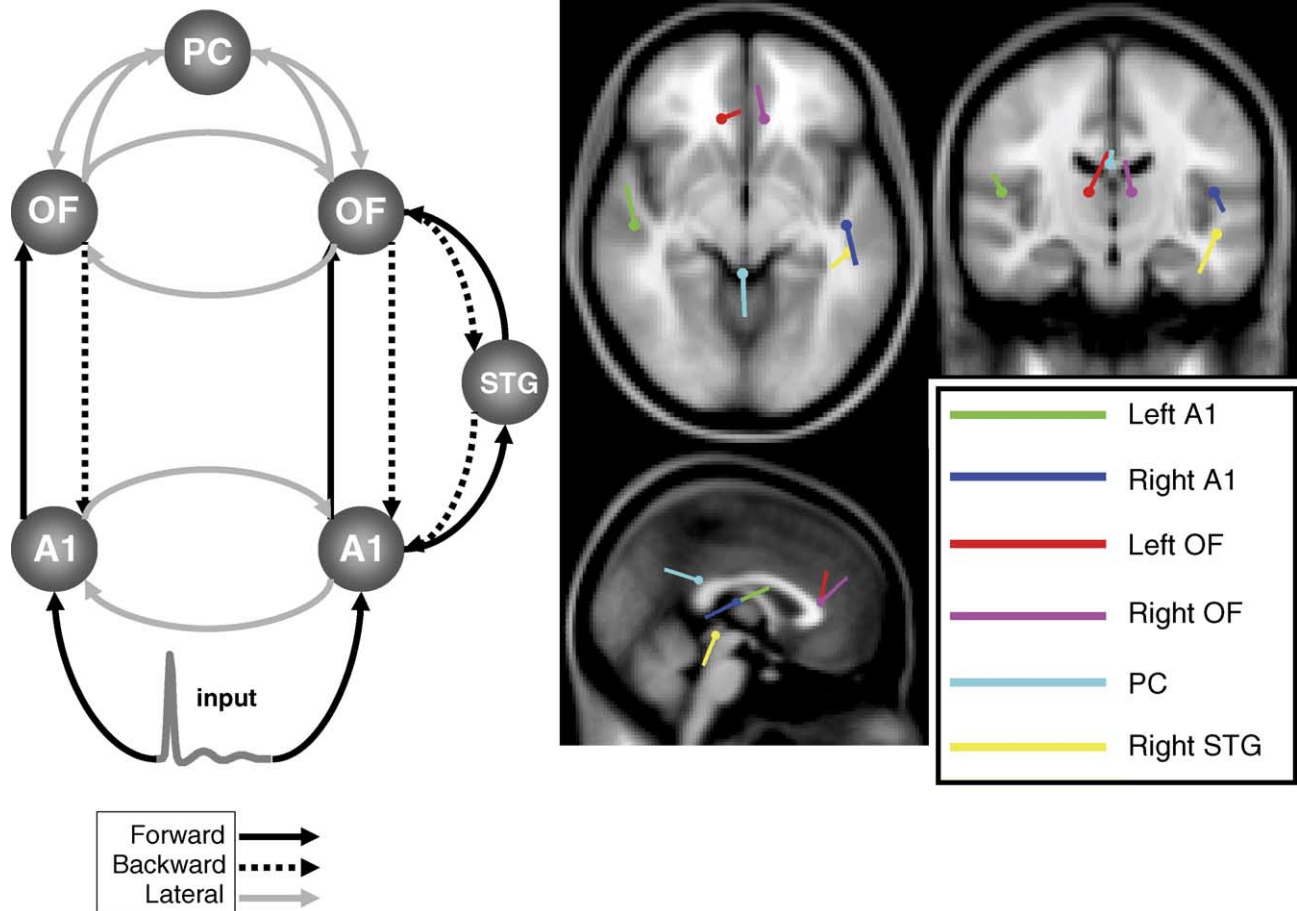 PC
OF
OF
STG
A1
A1
input
Forward
Backward
Lateral
Left A1
Right A1
Left OF
Right OF
PC
Right STG